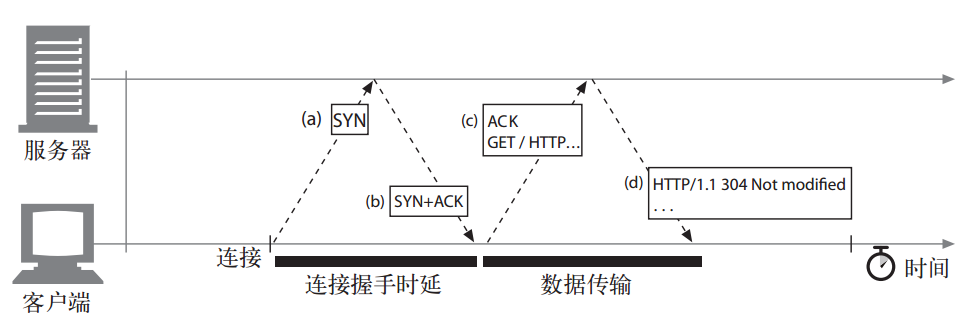 服务器
(a) SYN
(b) SYN+ACK
(c) ACK
GET / HTTP...
(d) HTTP/1.1 304 Not modified
...
客户端
连接
连接握手时延
数据传输
时间